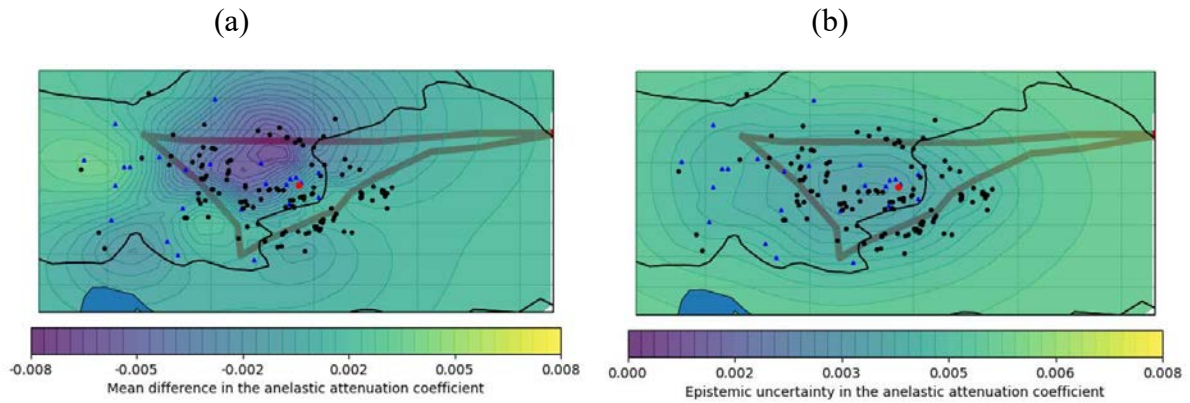 (a)
(b)
-0.008 -0.005 -0.002 0.002 0.005 0.008
Mean difference in the anelastic attenuation coefficient
0.000 0.002 0.003 0.005 0.006 0.008
Epistemic uncertainty in the anelastic attenuation coefficient